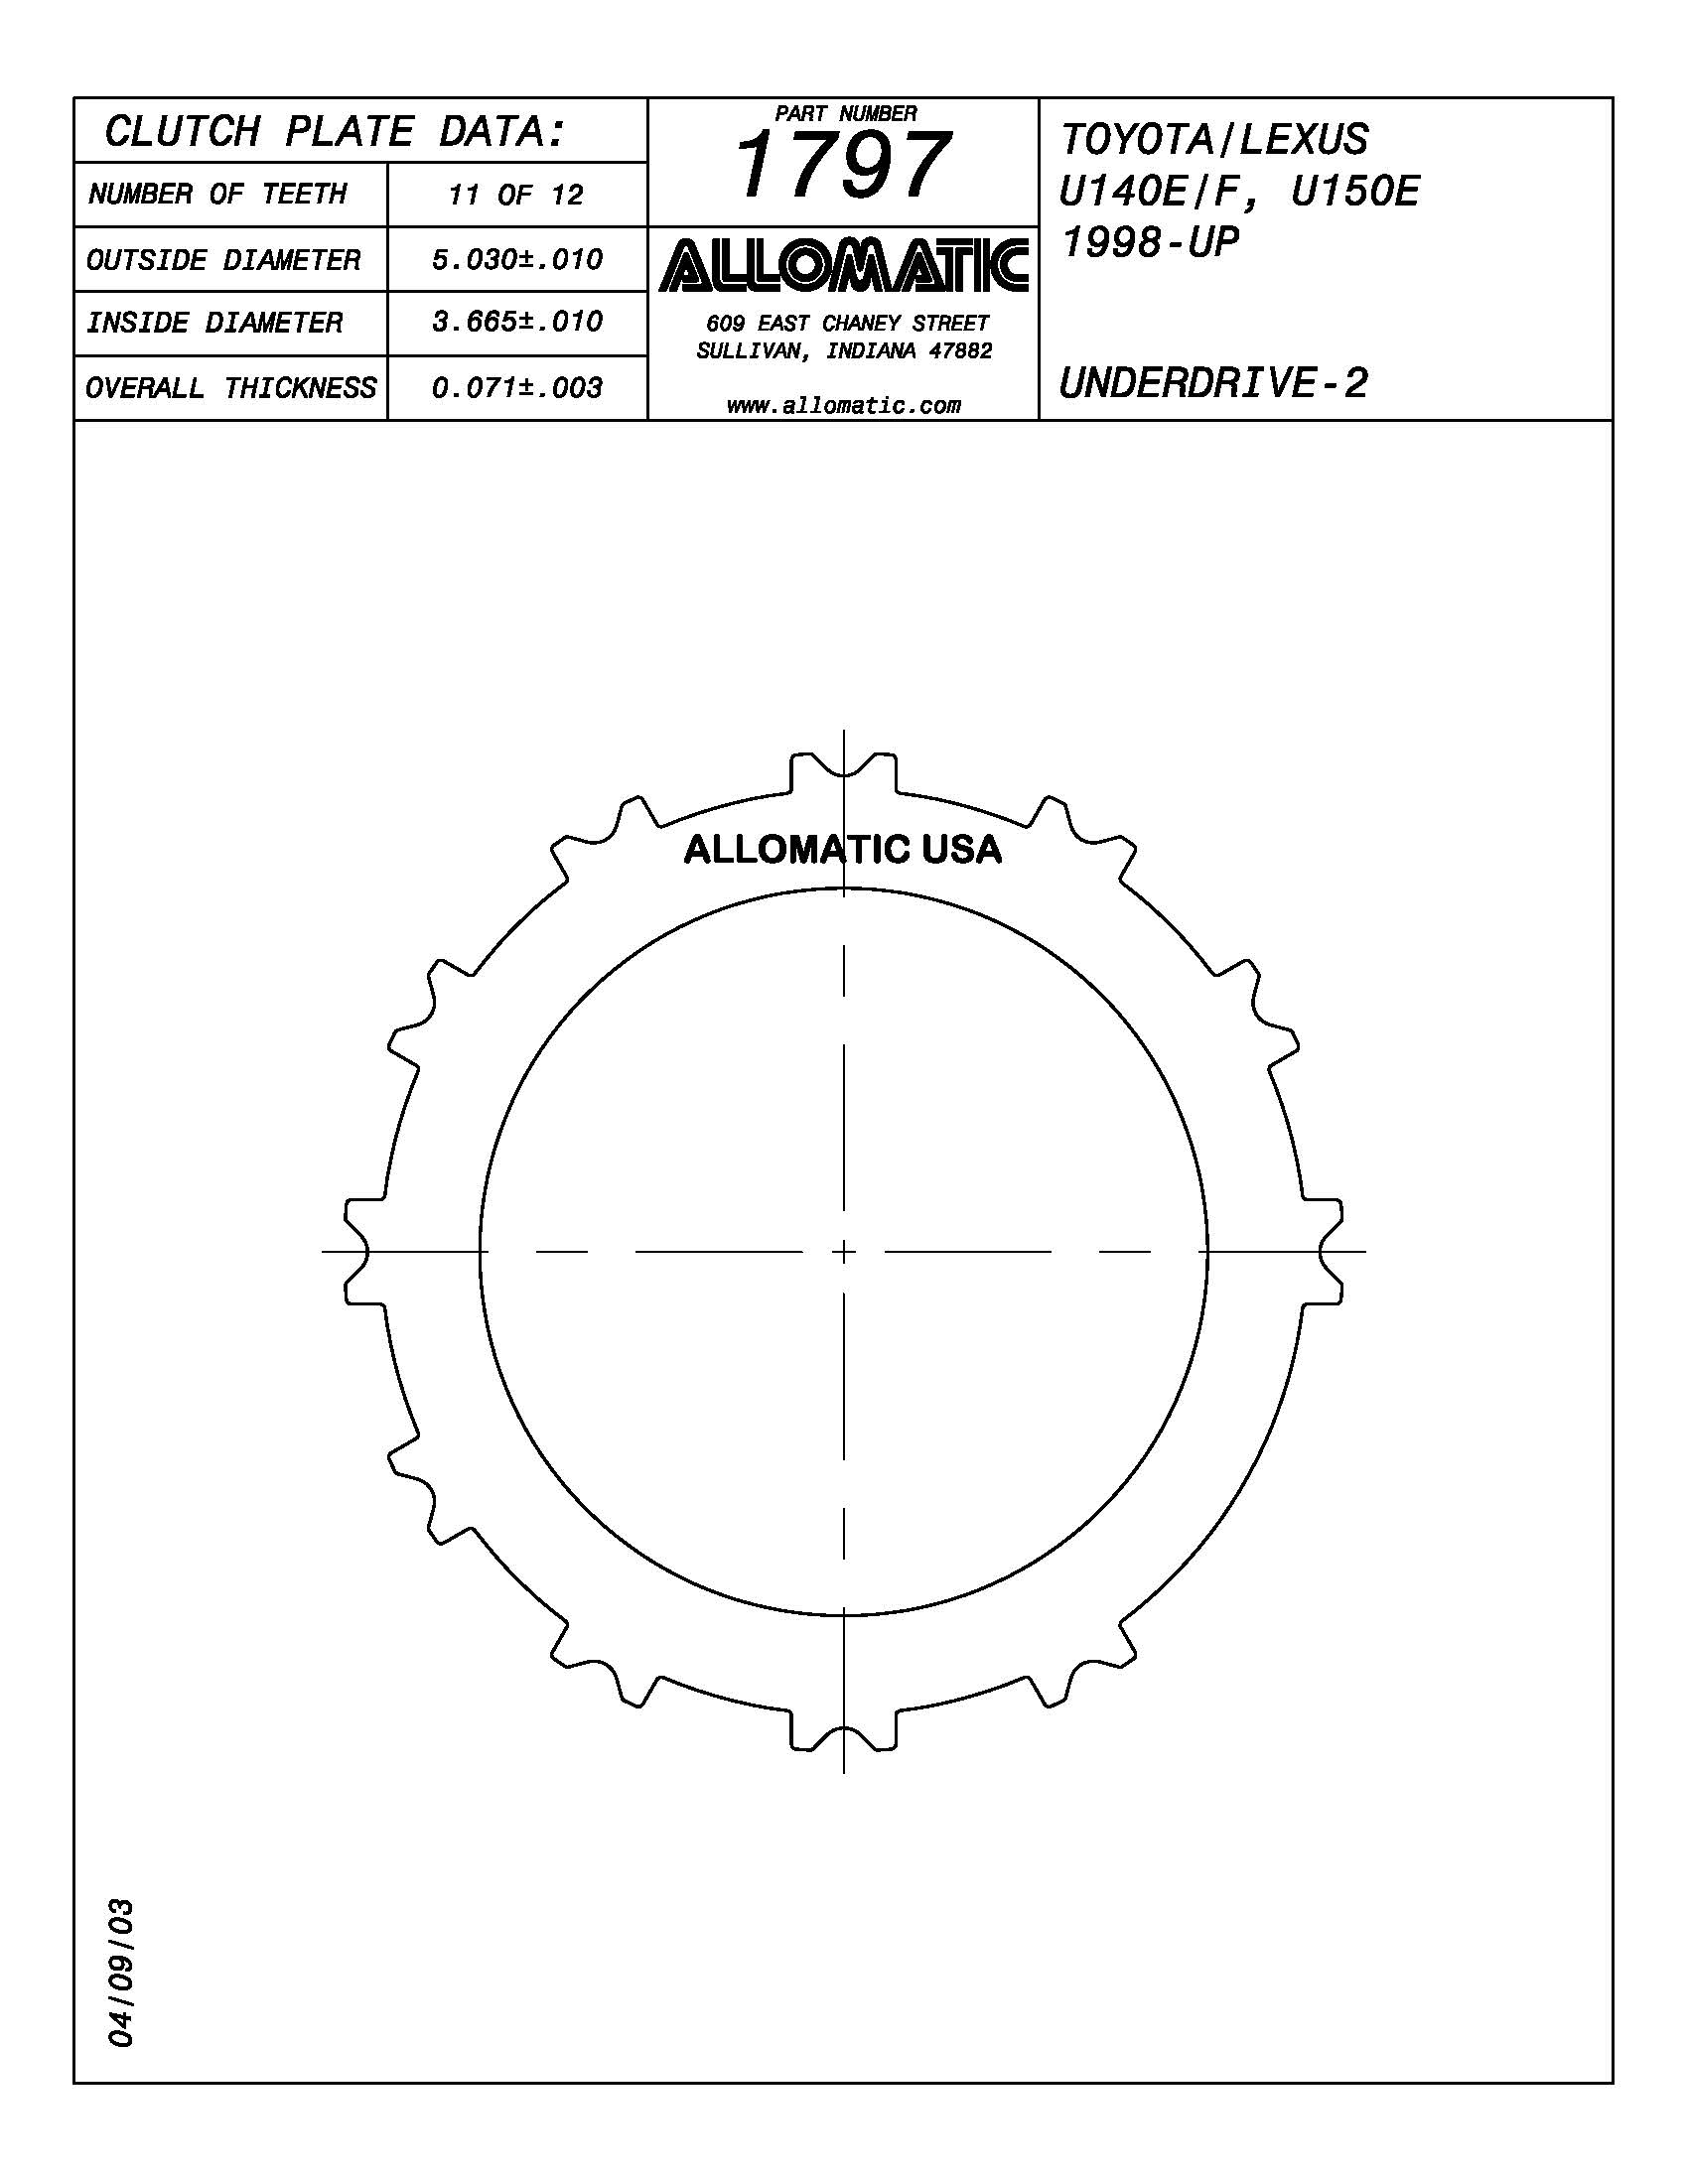 CLUTCH PLATE DATA:
NUMBER OF TEETH 11 OF 12
OUTSIDE DIAMETER 5.030±.010
INSIDE DIAMETER 3.665±.010
OVERALL THICKNESS 0.071±.003
PART NUMBER
1797
ALLOMATIC
609 EAST CHANEY STREET
SULLIVAN, INDIANA 47882
www.allomatic.com
TOYOTA/LEXUS
U140E/F, U150E
1998-UP
UNDERDRIVE-2
ALLOMATIC USA
04/09/03